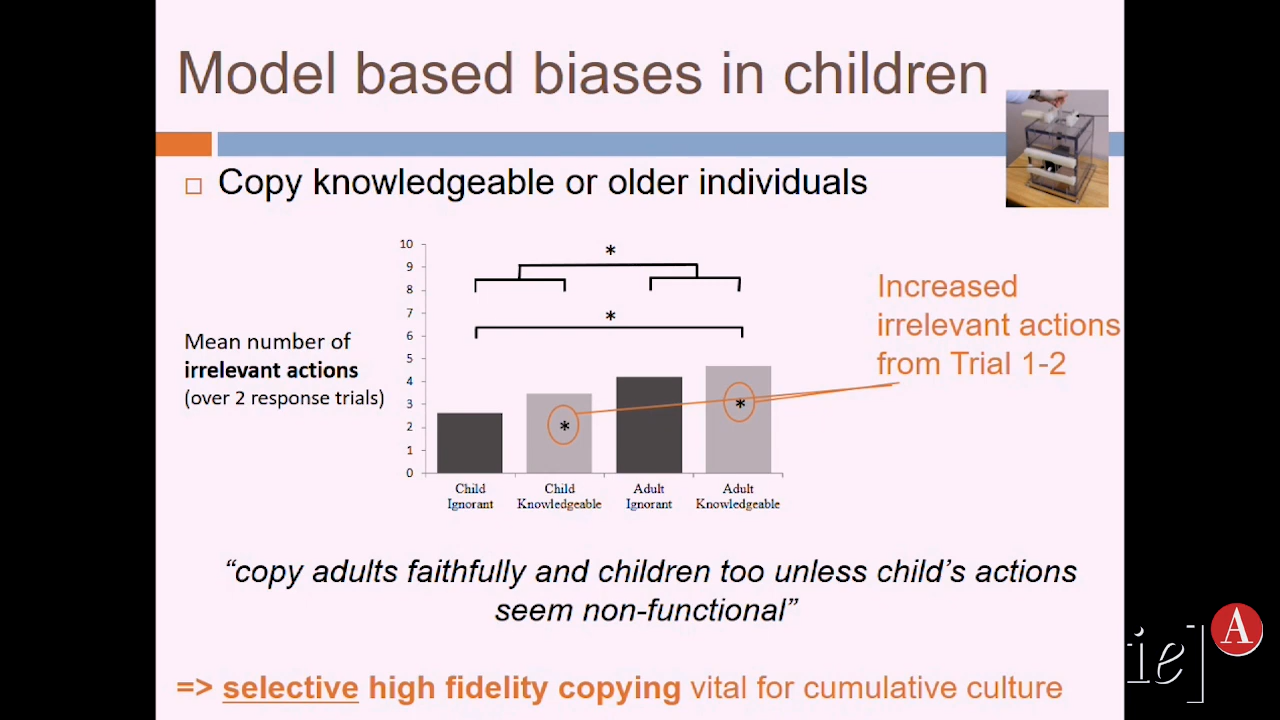 Model based biases in children
Copy knowledgeable or older individuals
Mean number of
irrelevant actions
(over 2 response trials)
10
9
8
7
6
5
4
3
2
1
0
*
*
*
*
Child
Ignorant
Child
Knowledgeable
Adult
Ignorant
Adult
Knowledgeable
Increased
irrelevant actions
from Trial 1-2
“copy adults faithfully and children too unless child’s actions
seem non-functional”
=> selective high fidelity copying vital for cumulative culture
ie]
A